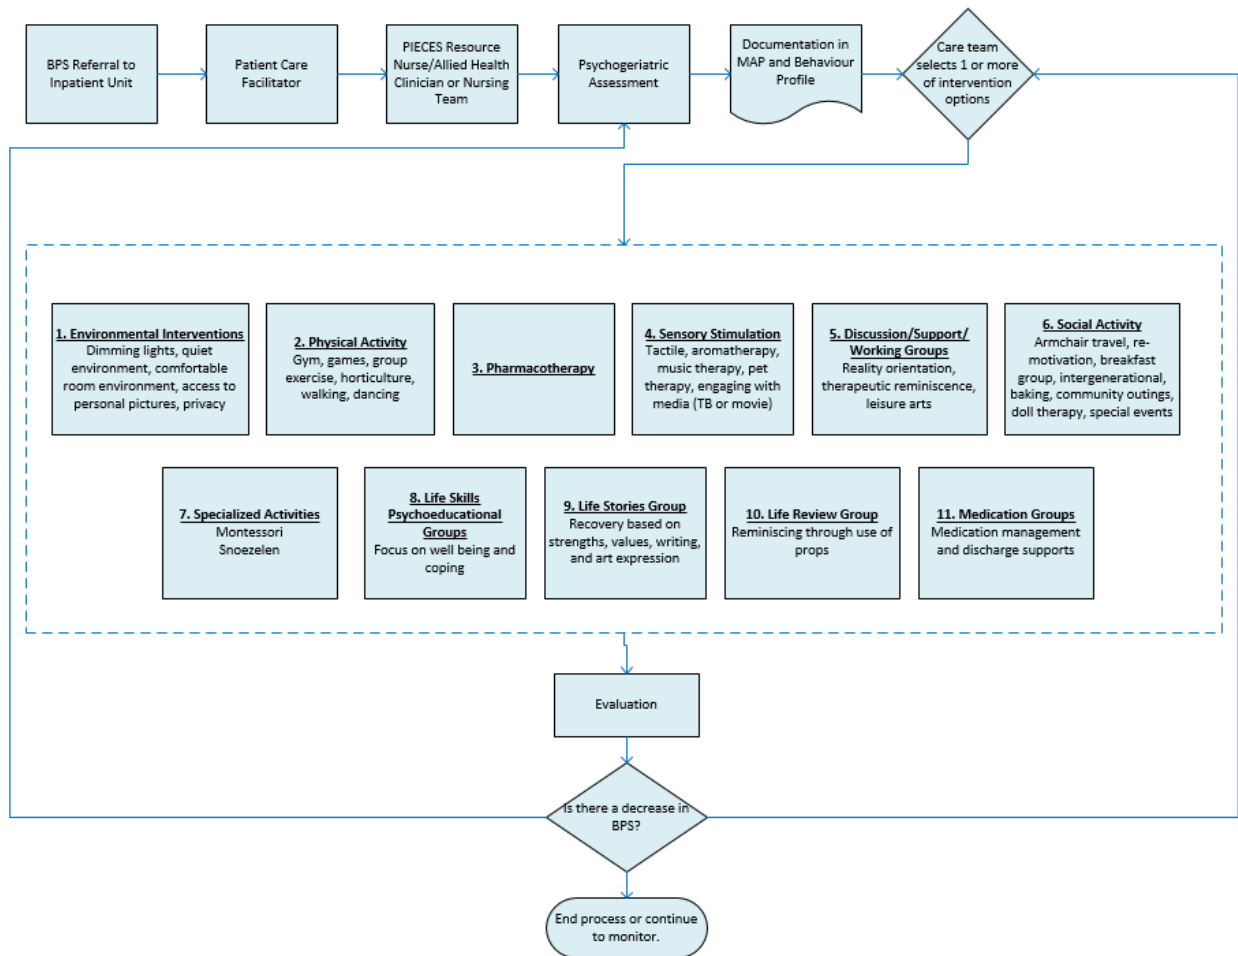 BPS Referral to
Inpatient Unit
Patient Care
Facilitator
PIECES Resource
Nurse/Allied Health
Clinician or Nursing
Team
Psychogeriatric
Assessment
Documentation in
MAP and Behaviour
Profile
Care team
selects 1 or more
of intervention
options
1. Environmental Interventions
Dimming lights, quiet
environment, comfortable
room environment, access to
personal pictures, privacy
2. Physical Activity
Gym, games, group
exercise, horticulture,
walking, dancing
3. Pharmacotherapy
4. Sensory Stimulation
Tactile, aromatherapy,
music therapy, pet
therapy, engaging with
media (TB or movie)
5. Discussion/Support/
Working Groups
Reality orientation,
therapeutic reminiscence,
leisure arts
6. Social Activity
Armchair travel, re-
motivation, breakfast
group, intergenerational,
baking, community outings,
doll therapy, special events
7. Specialized Activities
Montessori
Snoezelen
8. Life Skills
Psychoeducational
Groups
Focus on well being and
coping
9. Life Stories Group
Recovery based on
strengths, values, writing,
and art expression
10. Life Review Group
Reminiscing through use of
props
11. Medication Groups
Medication management
and discharge supports
Evaluation
Is there a decrease in
BPS?
End process or continue
to monitor.